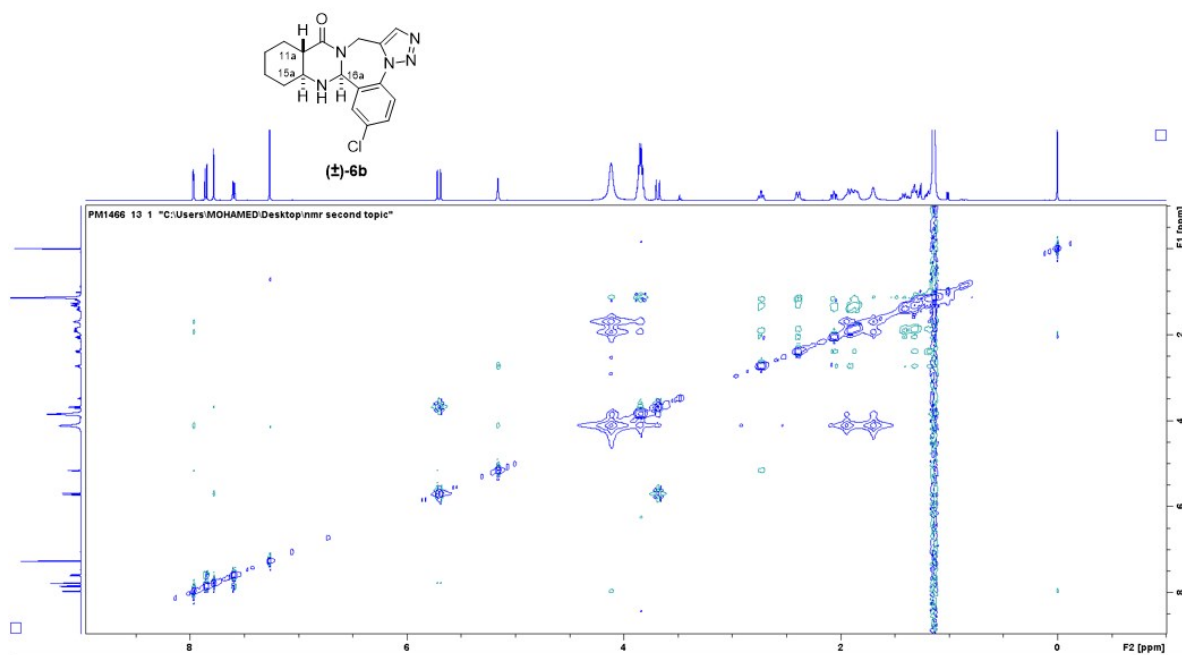 H O
11a N N
N N
15a 16a
H N H
H
Cl
(±)-6b
PM1466 13 1 "C:\Users\MOHAMED\Desktop\nmr second topic"
F1 [ppm]
2
4
6
8
8 6 4 2 0 F2 [ppm]